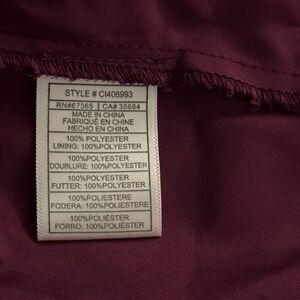 STYLE # CI408993
RN#67365 CA# 35884
MADE IN CHINA
FABRIQUÉ EN CHINE
HECHO EN CHINA
100% POLYESTER
LINING: 100%POLYESTER
100%POLYESTER
DOUBLURE: 100%POLYESTER
100%POLYESTER
FUTTER: 100%POLYESTER
100%POLIESTERE
FODERA: 100%POLIESTERE
100%POLIÉSTER
FORRO: 100%POLIÉSTER